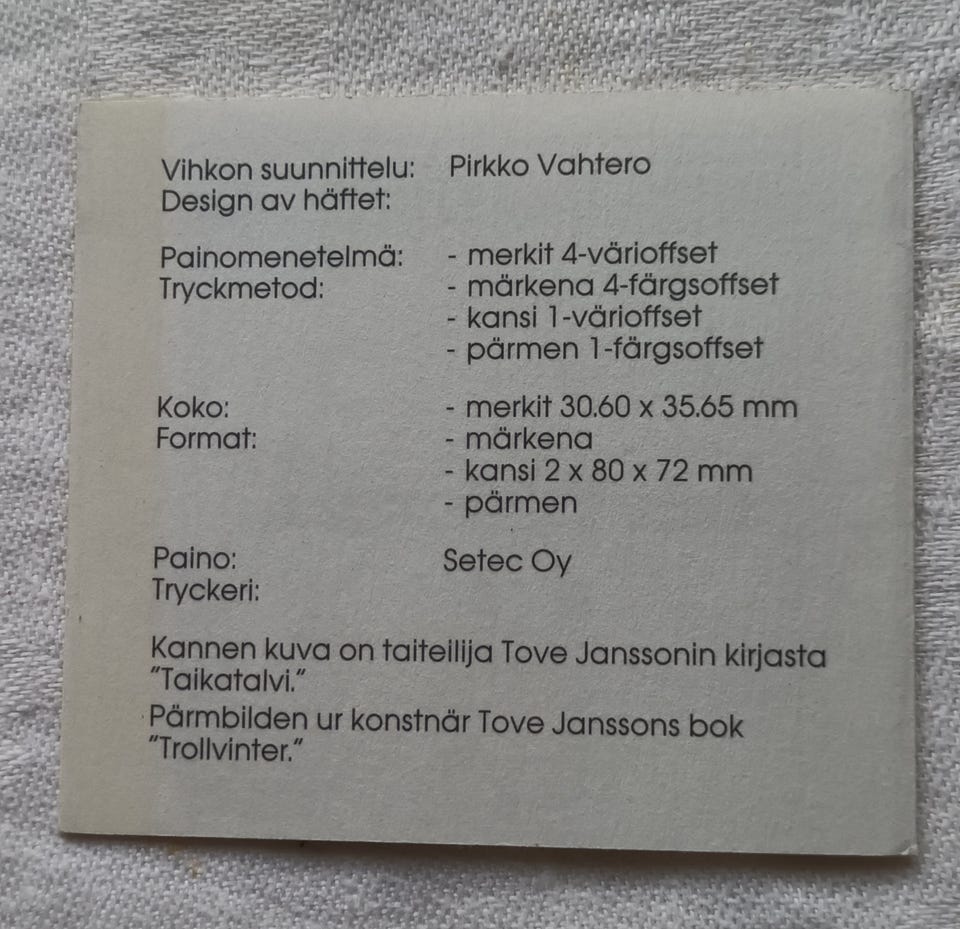 Vihkon suunnittelu: Pirkko Vahtero
Design av häftet:
Painomenetelmä: - merkit 4-värioffset
Tryckmetod: - märkena 4-färgsoffset
- kansi 1-värioffset
- pärmen 1-färgsoffset
Koko: - merkit 30.60 x 35.65 mm
Format: - märkena
- kansi 2 x 80 x 72 mm
- pärmen
Paino: Setec Oy
Tryckeri:
Kannen kuva on taiteilija Tove Janssonin kirjasta
"Taikatalvi."
Pärmbilden ur konstnär Tove Janssons bok
"Trollvinter."